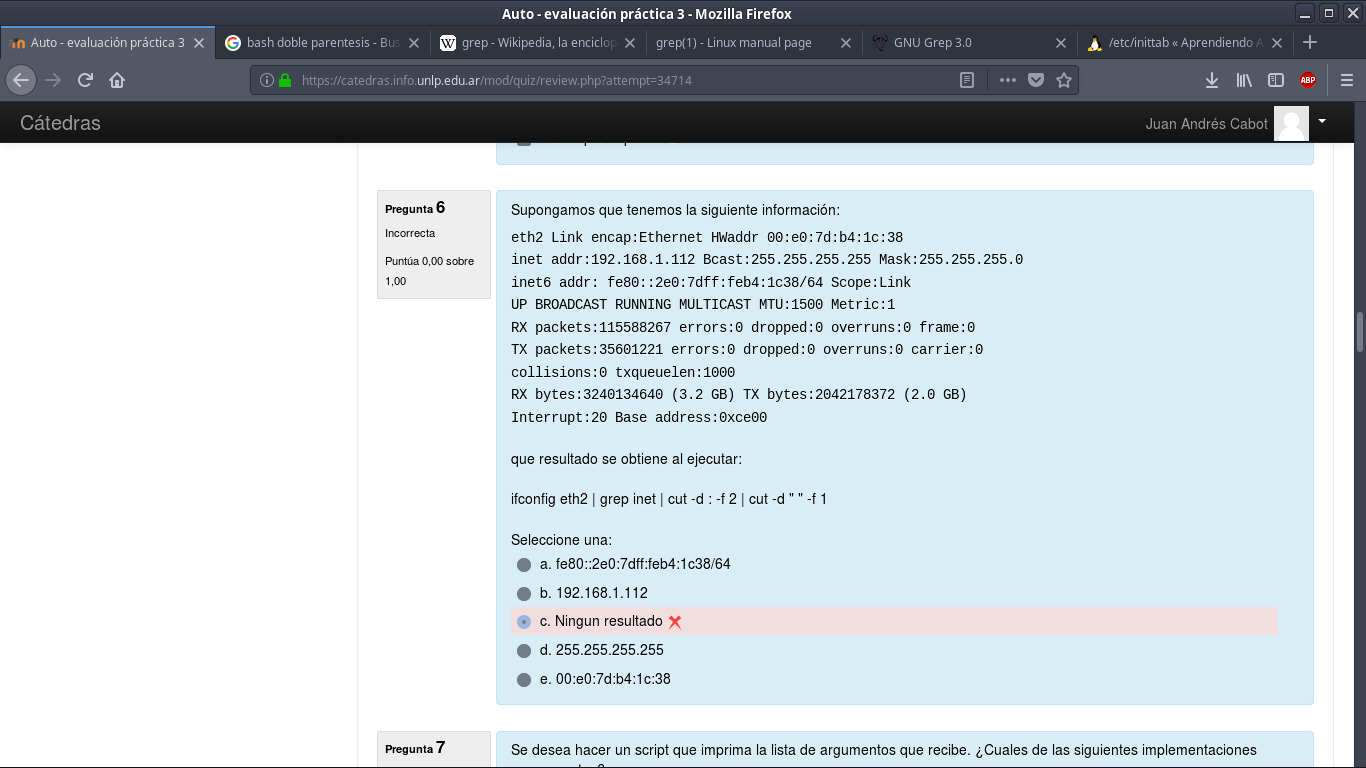 Auto - evaluación práctica 3 - Mozilla Firefox
Auto - evaluación práctica 3
bash doble parentesis - Bus
grep - Wikipedia, la enciclop
grep(1) - Linux manual page
GNU Grep 3.0
/etc/inittab « Aprendiendo A
https://catedras.info.unlp.edu.ar/mod/quiz/review.php?attempt=34714
ABP
Cátedras
Juan Andrés Cabot
Pregunta 6
Incorrecta
Puntúa 0,00 sobre
1,00
Supongamos que tenemos la siguiente información:
eth2 Link encap:Ethernet HWaddr 00:e0:7d:b4:1c:38
inet addr:192.168.1.112 Bcast:255.255.255.255 Mask:255.255.255.0
inet6 addr: fe80::2e0:7dff:feb4:1c38/64 Scope:Link
UP BROADCAST RUNNING MULTICAST MTU:1500 Metric:1
RX packets:115588267 errors:0 dropped:0 overruns:0 frame:0
TX packets:35601221 errors:0 dropped:0 overruns:0 carrier:0
collisions:0 txqueuelen:1000
RX bytes:3240134640 (3.2 GB) TX bytes:2042178372 (2.0 GB)
Interrupt:20 Base address:0xce00
que resultado se obtiene al ejecutar:
ifconfig eth2 | grep inet | cut -d : -f 2 | cut -d " " -f 1
Seleccione una:
a. fe80::2e0:7dff:feb4:1c38/64
b. 192.168.1.112
c. Ningun resultado
d. 255.255.255.255
e. 00:e0:7d:b4:1c:38
Pregunta 7
Se desea hacer un script que imprima la lista de argumentos que recibe. ¿Cuales de las siguientes implementaciones